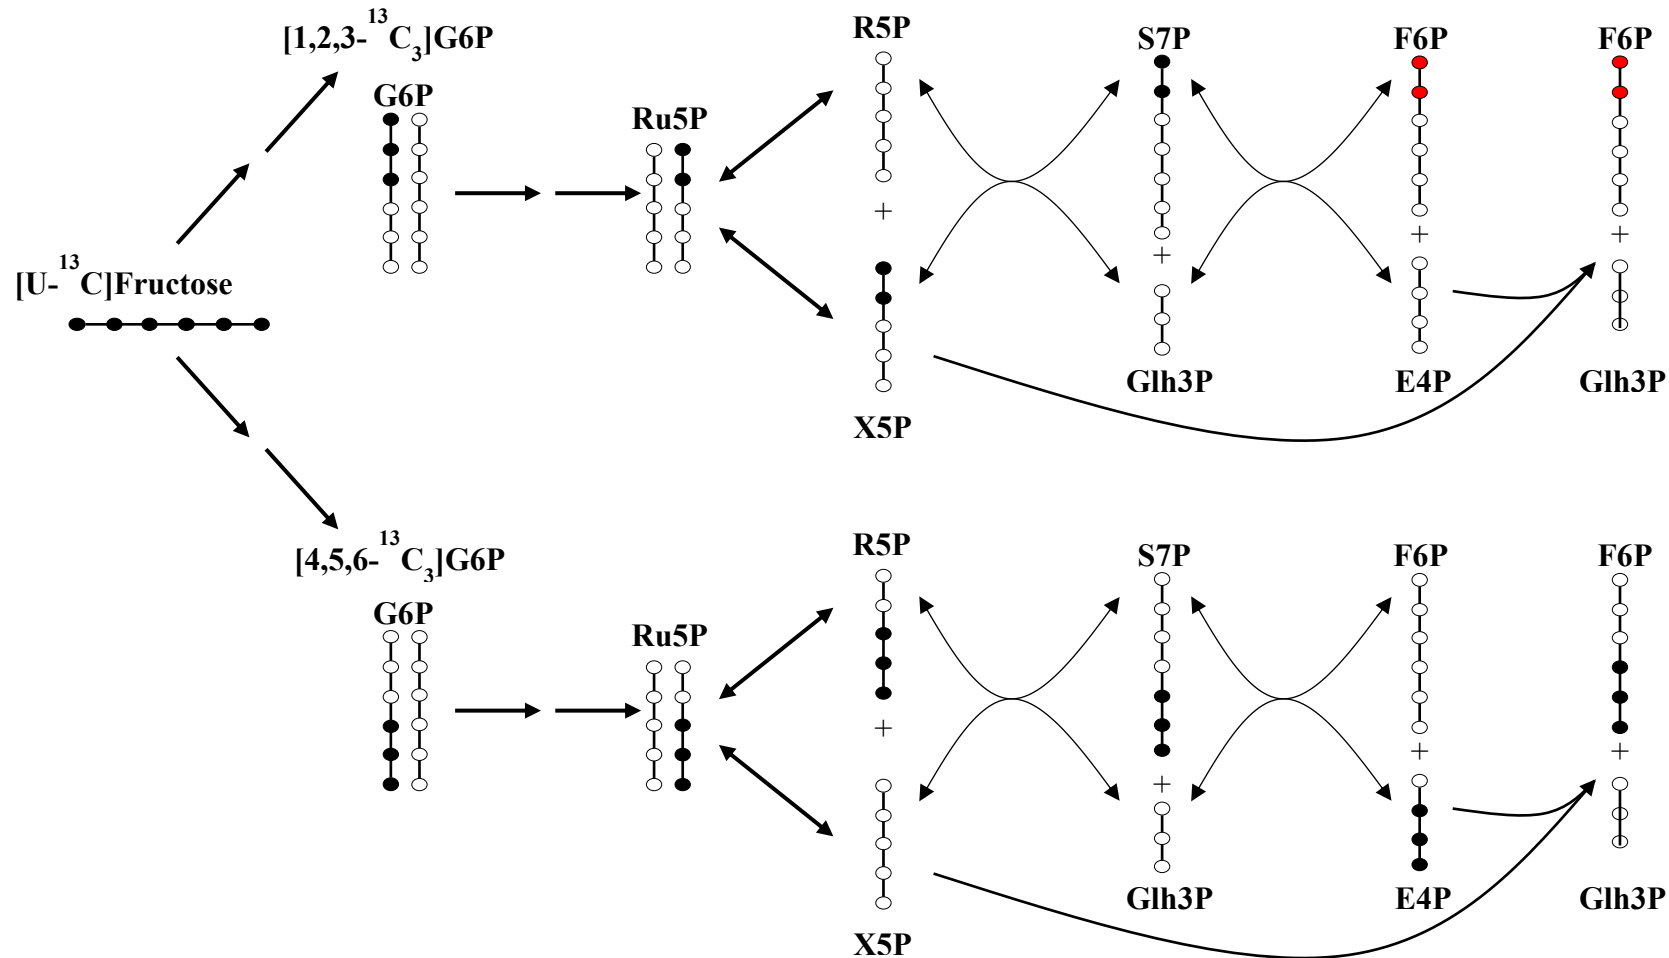 [1,2,3-¹³C₃]G6P
R5P
S7P
F6P
F6P
G6P
Ru5P
+
+
+
+
[U-¹³C]Fructose
Glh3P
E4P
Glh3P
X5P
[4,5,6-¹³C₃]G6P
R5P
S7P
F6P
F6P
G6P
Ru5P
+
+
+
+
Glh3P
E4P
Glh3P
X5P